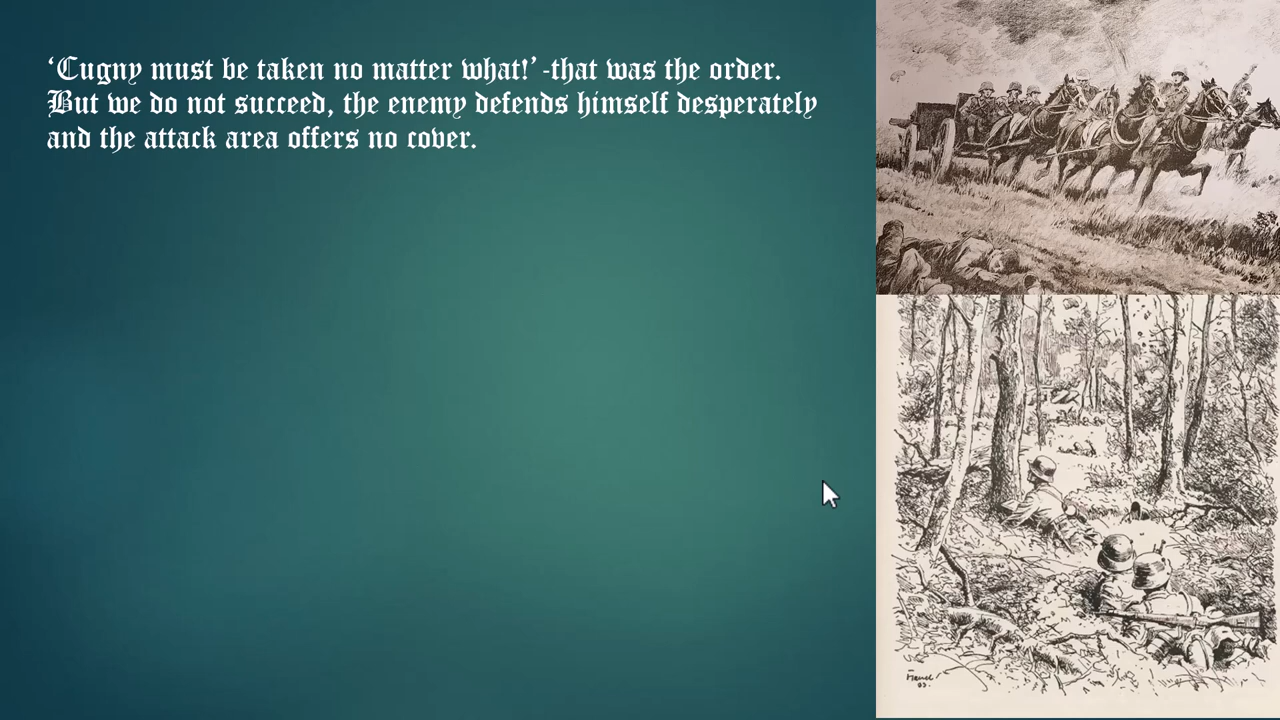 ‘Cugny must be taken no matter what!’ -that was the order.
But we do not succeed, the enemy defends himself desperately
and the attack area offers no cover.